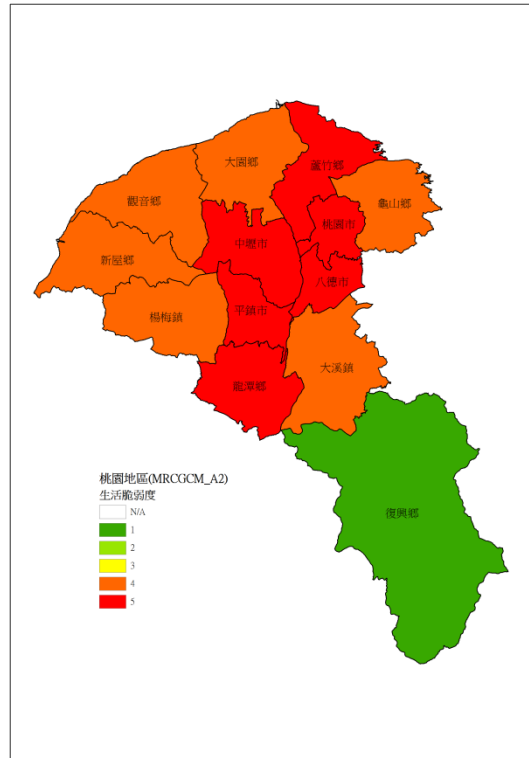 大園鄉
蘆竹鄉
觀音鄉
龜山鄉
桃園市
中壢市
新屋鄉
八德市
平鎮市
楊梅鎮
大溪鎮
龍潭鄉
桃園地區(MRCGCM_A2)
生活脆弱度
N/A
1
2
3
4
5
復興鄉